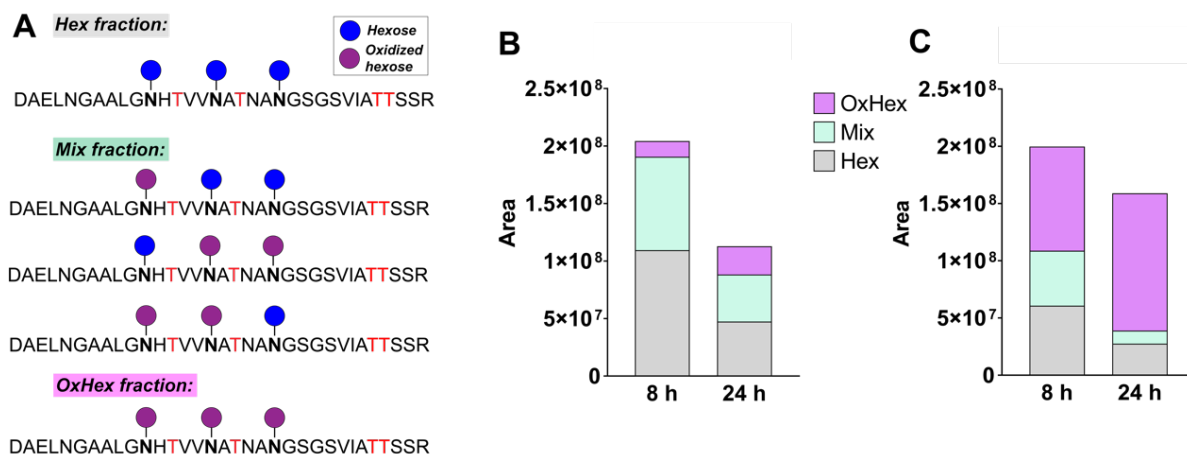 A
Hex fraction:
Hexose
Oxidized
hexose
DAELNGAALGNHTVVNATNANGSGSVIATTSSR
Mix fraction:
DAELNGAALGNHTVVNATNANGSGSVIATTSSR
DAELNGAALGNHTVVNATNANGSGSVIATTSSR
DAELNGAALGNHTVVNATNANGSGSVIATTSSR
OxHex fraction:
DAELNGAALGNHTVVNATNANGSGSVIATTSSR
B
2.5×10⁸
2×10⁸
1.5×10⁸
1×10⁸
5×10⁷
0
Area
8 h 24 h
OxHex
Mix
Hex
C
2.5×10⁸
2×10⁸
1.5×10⁸
1×10⁸
5×10⁷
0
Area
8 h 24 h